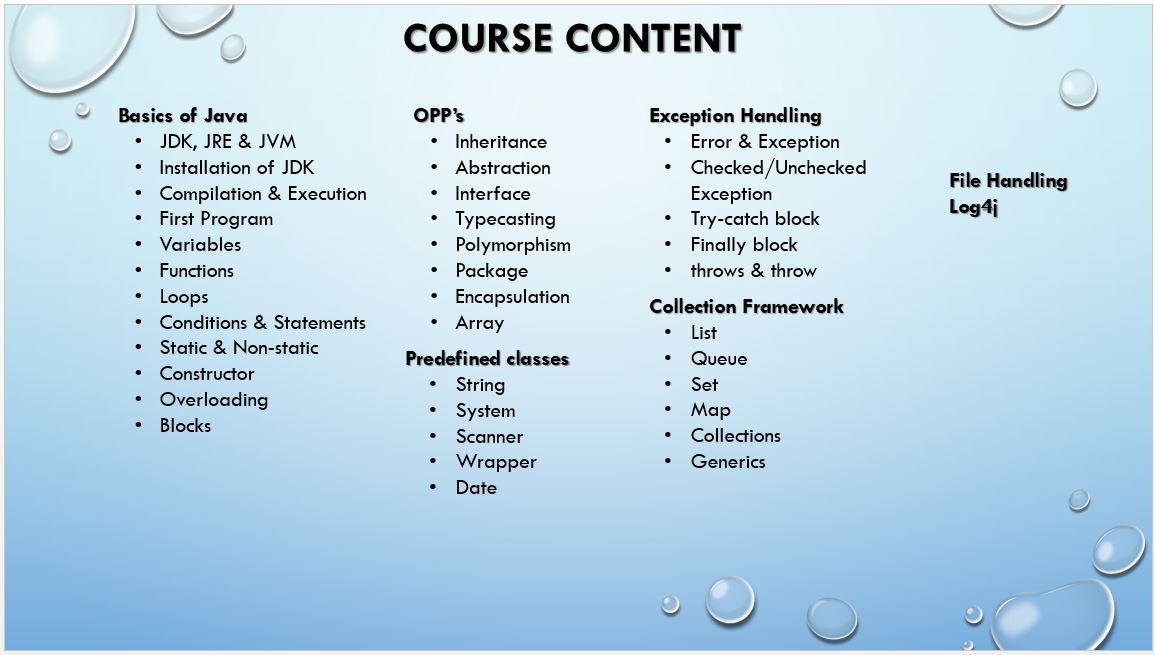 COURSE CONTENT
Basics of Java
• JDK, JRE & JVM
• Installation of JDK
• Compilation & Execution
• First Program
• Variables
• Functions
• Loops
• Conditions & Statements
• Static & Non-static
• Constructor
• Overloading
• Blocks
OPP's
• Inheritance
• Abstraction
• Interface
• Typecasting
• Polymorphism
• Package
• Encapsulation
• Array
Predefined classes
• String
• System
• Scanner
• Wrapper
• Date
Exception Handling
• Error & Exception
• Checked/Unchecked
Exception
• Try-catch block
• Finally block
• throws & throw
Collection Framework
• List
• Queue
• Set
• Map
• Collections
• Generics
File Handling
Log4j